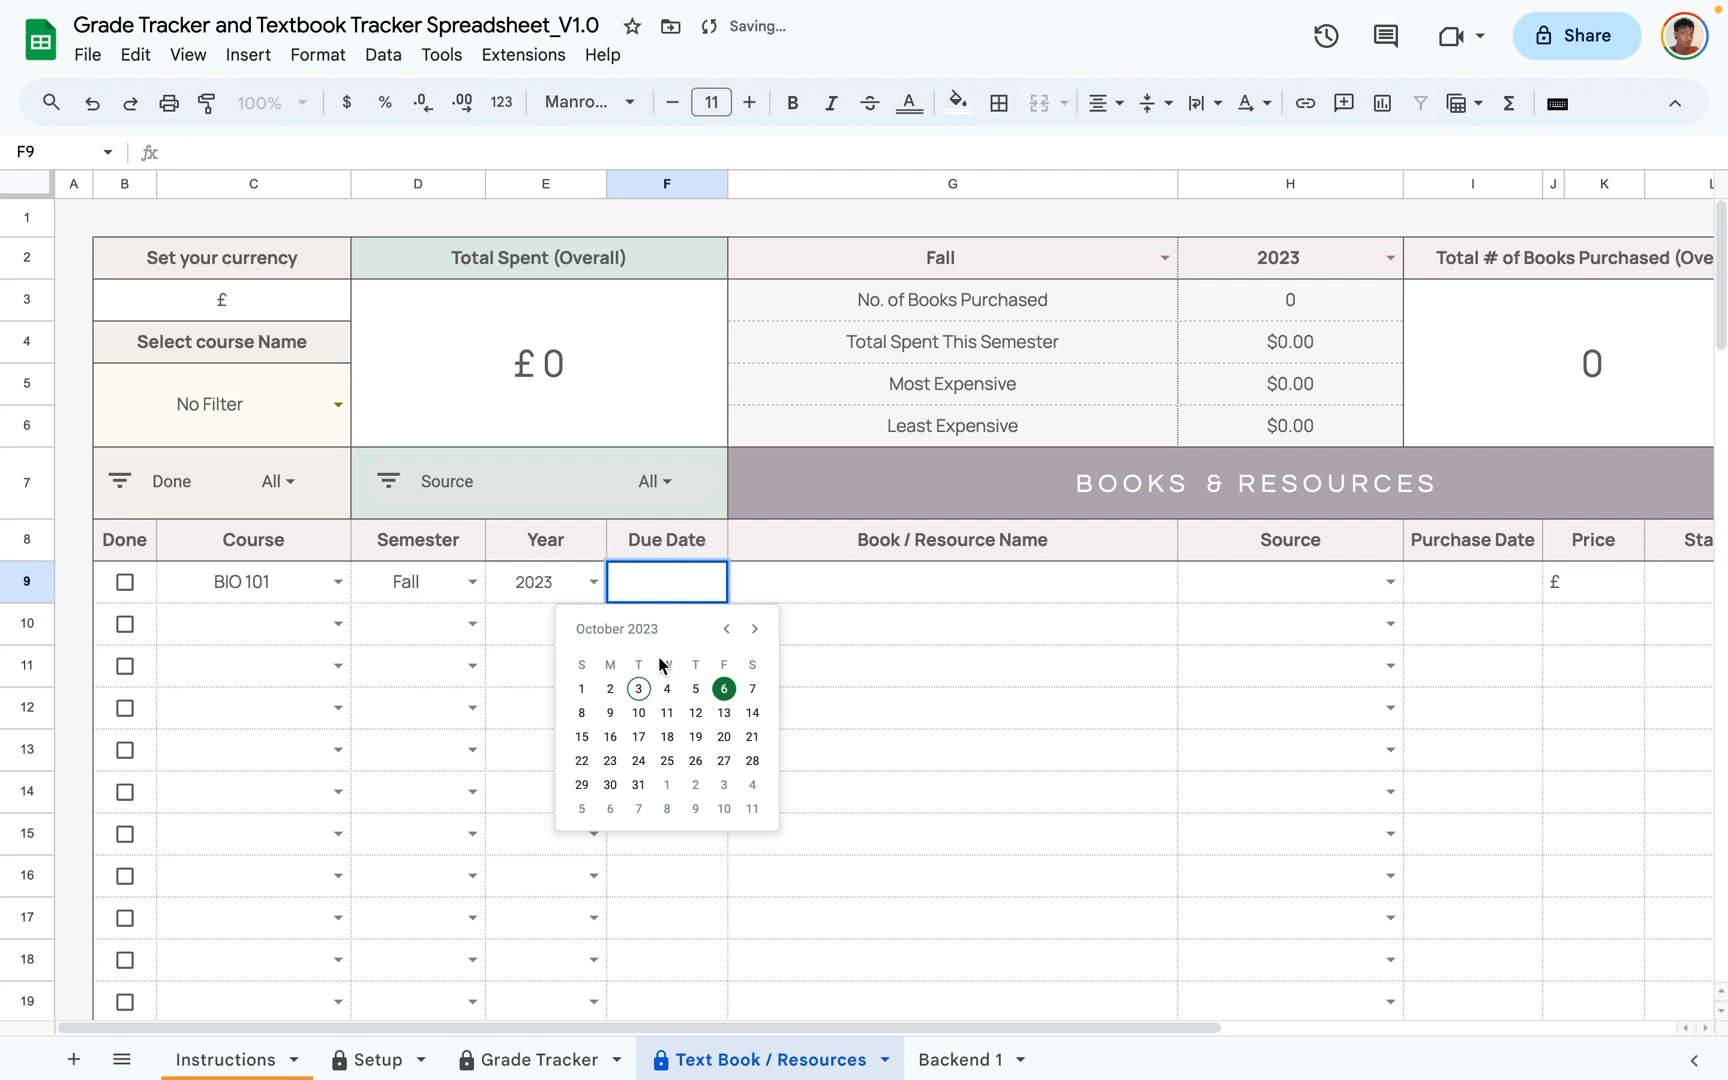 Grade Tracker and Textbook Tracker Spreadsheet_V1.0 Saving...
File Edit View Insert Format Data Tools Extensions Help
Share
100% $ % .0 .00 123 Manro... 11 B I S A
F9 fx
A B C D E F G H I J K L
1
2 Set your currency Total Spent (Overall) Fall 2023 Total # of Books Purchased (Ove
3 £ No. of Books Purchased 0
4 Select course Name £ 0 Total Spent This Semester $0.00 0
5 No Filter Most Expensive $0.00
6 Least Expensive $0.00
7 Done All Source All BOOKS & RESOURCES
8 Done Course Semester Year Due Date Book / Resource Name Source Purchase Date Price Sta
9 BIO 101 Fall 2023 £
10
11
12
13
14
15
16
17
18
19
October 2023
S M T W T F S
1 2 3 4 5 6 7
8 9 10 11 12 13 14
15 16 17 18 19 20 21
22 23 24 25 26 27 28
29 30 31 1 2 3 4
5 6 7 8 9 10 11
Instructions Setup Grade Tracker Text Book / Resources Backend 1